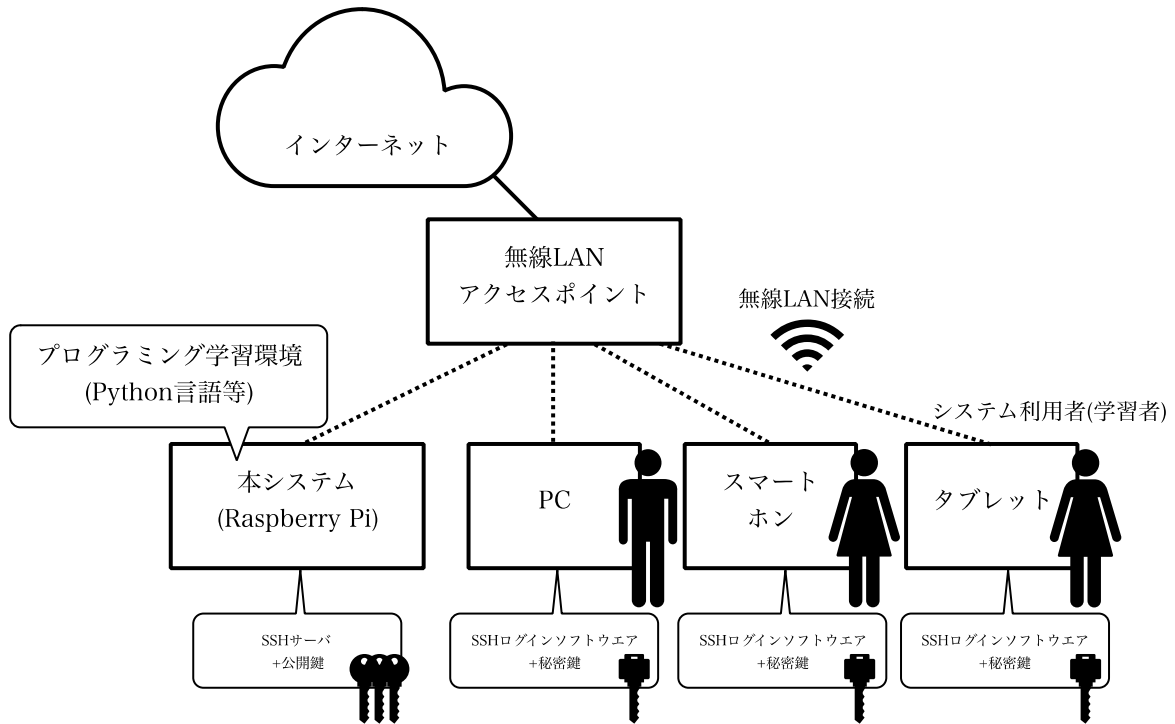 インターネット
無線LAN
アクセスポイント
無線LAN接続
プログラミング学習環境
(Python言語等)
システム利用者(学習者)
本システム
(Raspberry Pi)
PC
スマート
ホン
タブレット
SSHサーバ
+公開鍵
SSHログインソフトウエア
+秘密鍵
SSHログインソフトウエア
+秘密鍵
SSHログインソフトウエア
+秘密鍵